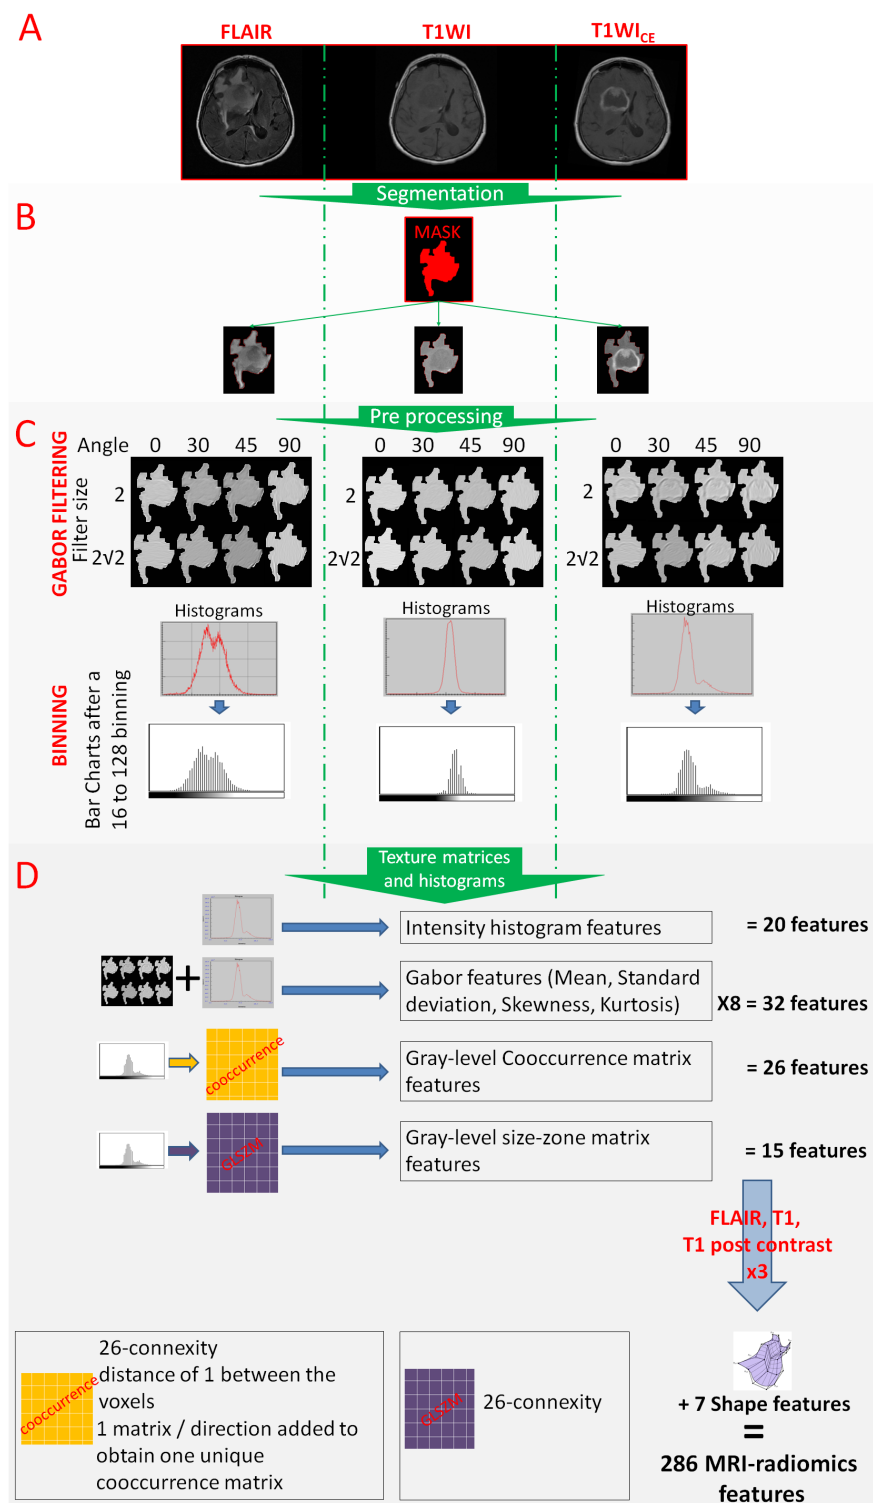 A
FLAIR
T1WI
T1WICE
Segmentation
B
MASK
C
Pre processing
GABOR FILTERING
Filter size
Angle 0 30 45 90
0 30 45 90
0 30 45 90
2
2√2
2
2√2
2
2√2
Histograms
Histograms
Histograms
BINNING
Bar Charts after a
16 to 128 binning
D
Texture matrices
and histograms
Intensity histogram features
= 20 features
Gabor features (Mean, Standard
deviation, Skewness, Kurtosis)
X8 = 32 features
cooccurrence
Gray-level Cooccurrence matrix
features
= 26 features
GLSZM
Gray-level size-zone matrix
features
= 15 features
FLAIR, T1,
T1 post contrast
x3
cooccurrence
26-connexity
distance of 1 between the
voxels
1 matrix / direction added to
obtain one unique
cooccurrence matrix
GLSZM
26-connexity
+ 7 Shape features
=
286 MRI-radiomics
features